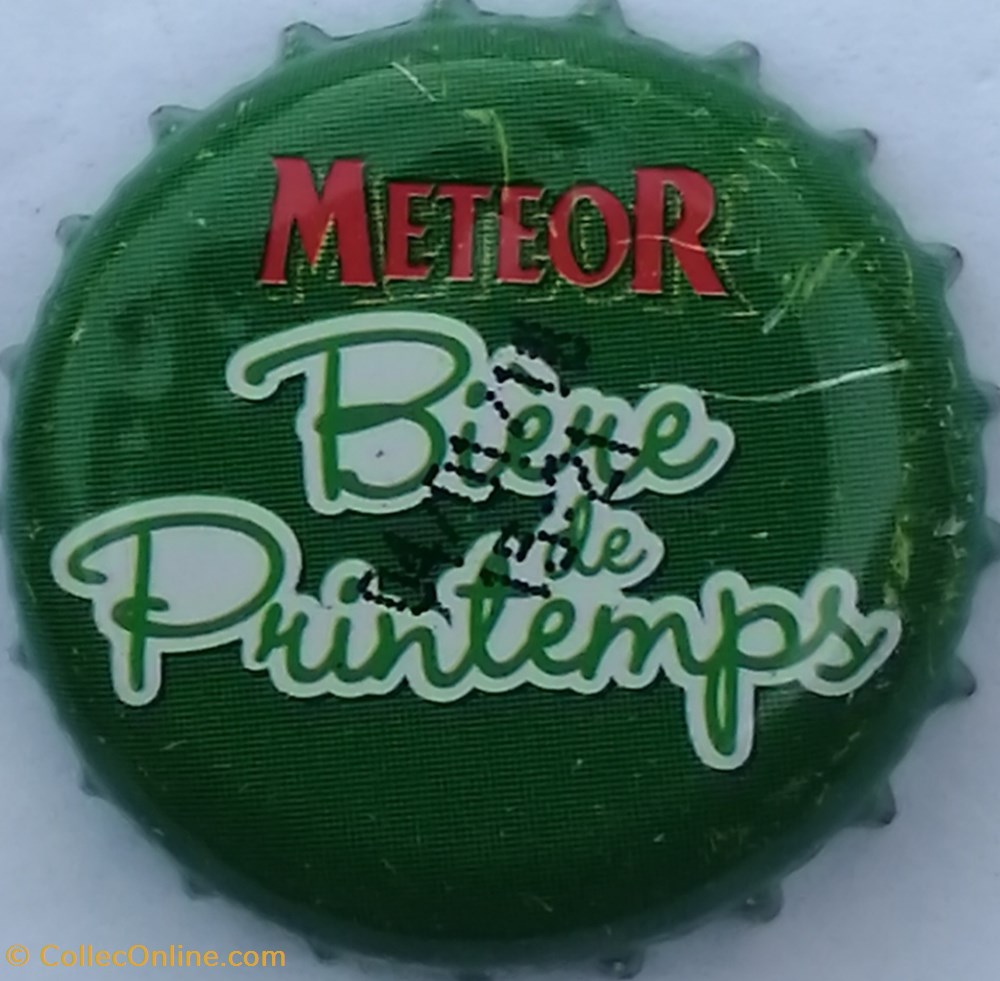 METEOR
Bière
de
Printemps
© CollecOnline.com